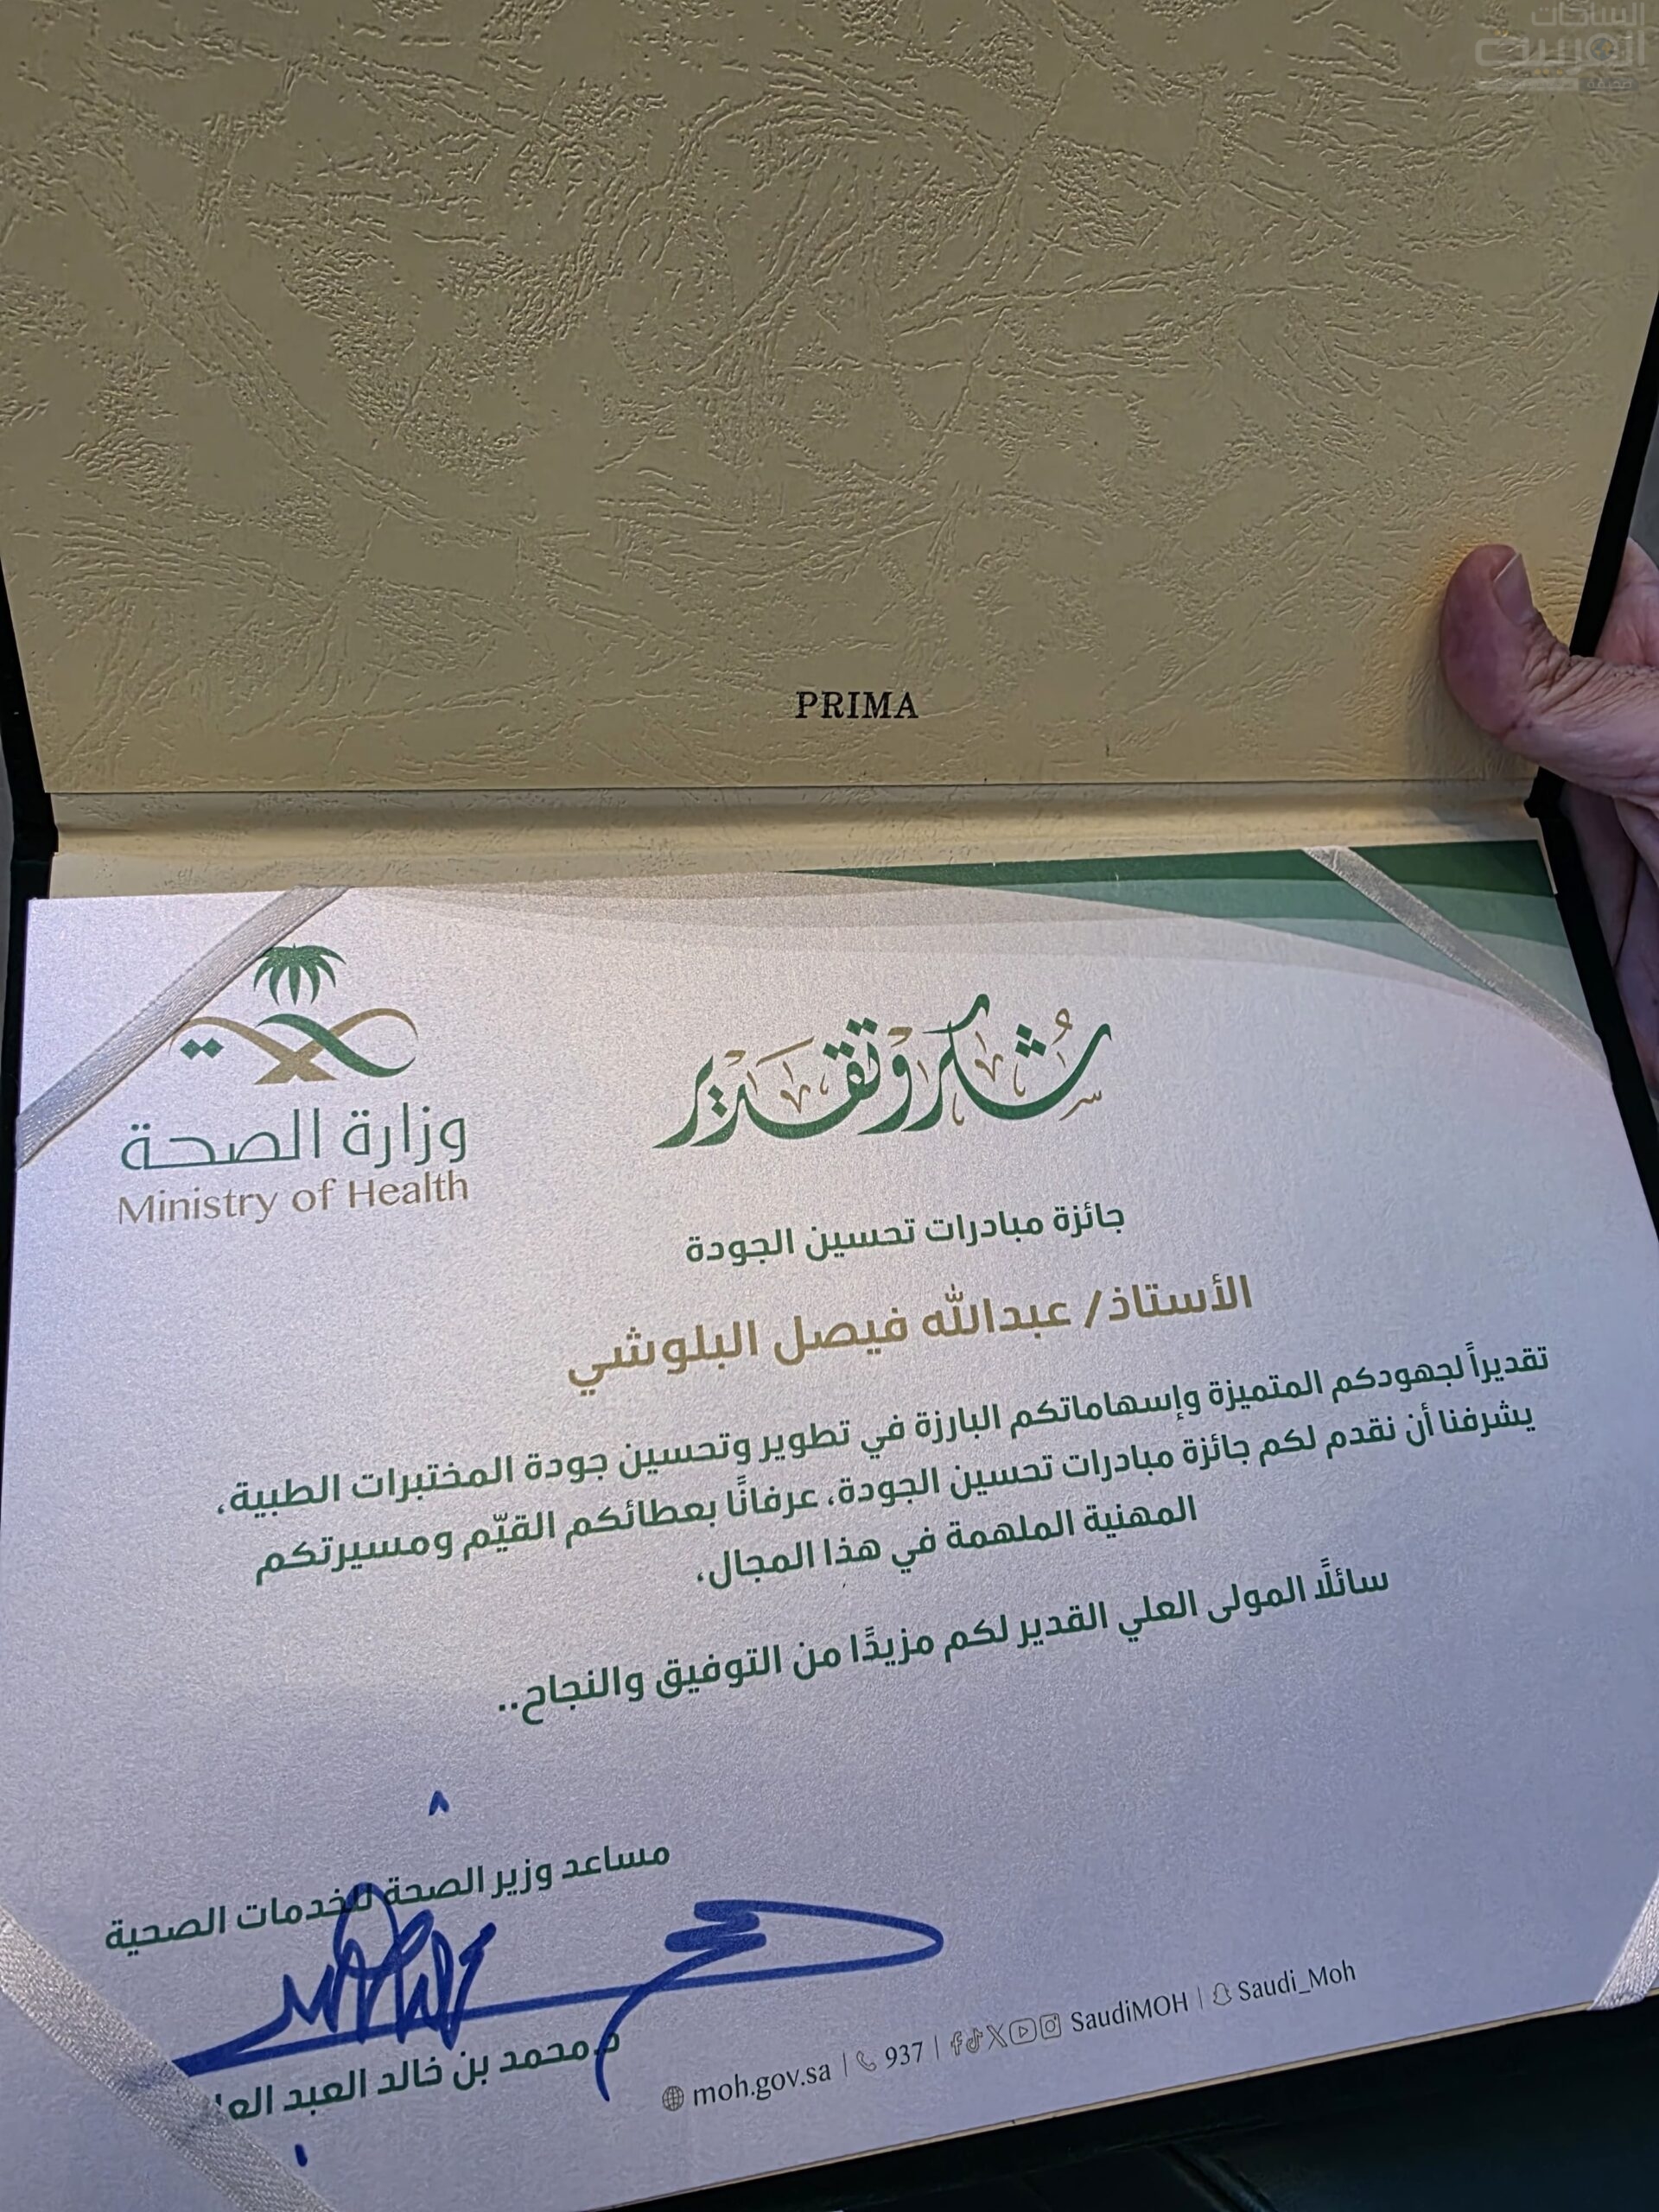 الساحات
العربية
صحيفة
PRIMA
شكر وتقدير
وزارة الصحة
Ministry of Health
جائزة مبادرات تحسين الجودة
الأستاذ/ عبدالله فيصل البلوشي
تقديراً لجهودكم المتميزة وإسهاماتكم البارزة في تطوير وتحسين جودة المختبرات الطبية،
يشرفنا أن نقدم لكم جائزة مبادرات تحسين الجودة، عرفانًا بعطائكم القيّم ومسيرتكم
المهنية الملهمة في هذا المجال،
سائلًا المولى العلي القدير لكم مزيدًا من التوفيق والنجاح..
مساعد وزير الصحة للخدمات الصحية
د.محمد بن خالد العبد
moh.gov.sa | 937 | SaudiMOH | Saudi_Moh